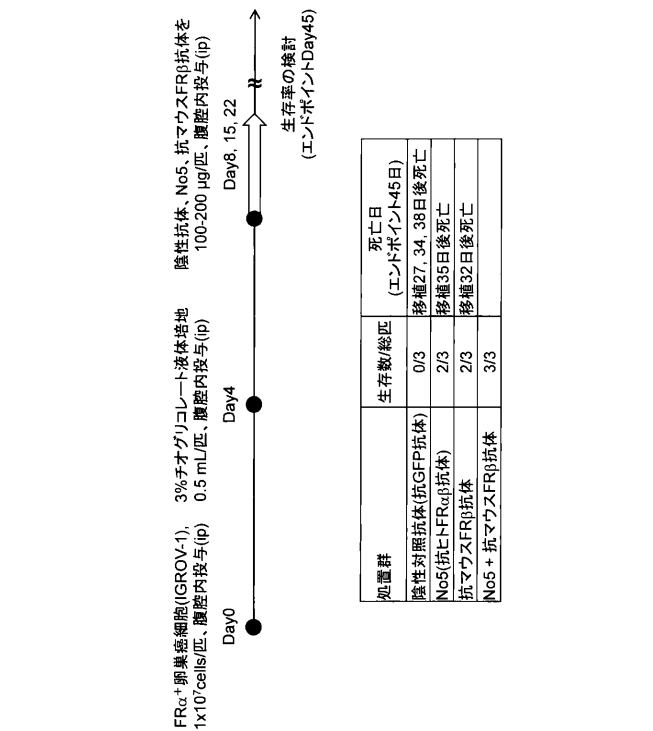 FRα⁺卵巣癌細胞(IGROV-1),
1x10⁷cells/匹、腹腔内投与(ip)
3%チオグリコレート液体培地
0.5 mL/匹、腹腔内投与(ip)
陰性抗体、No5、抗マウスFRβ抗体を
100-200 μg/匹、腹腔内投与(ip)
Day0
Day4
Day8, 15, 22
生存率の検討
(エンドポイントDay45)
処置群 生存数/総匹 死亡日
(エンドポイント45日)
陰性対照抗体(抗GFP抗体) 0/3 移植27, 34, 38日後死亡
No5(抗ヒトFRαβ抗体) 2/3 移植35日後死亡
抗マウスFRβ抗体 2/3 移植32日後死亡
No5 + 抗マウスFRβ抗体 3/3